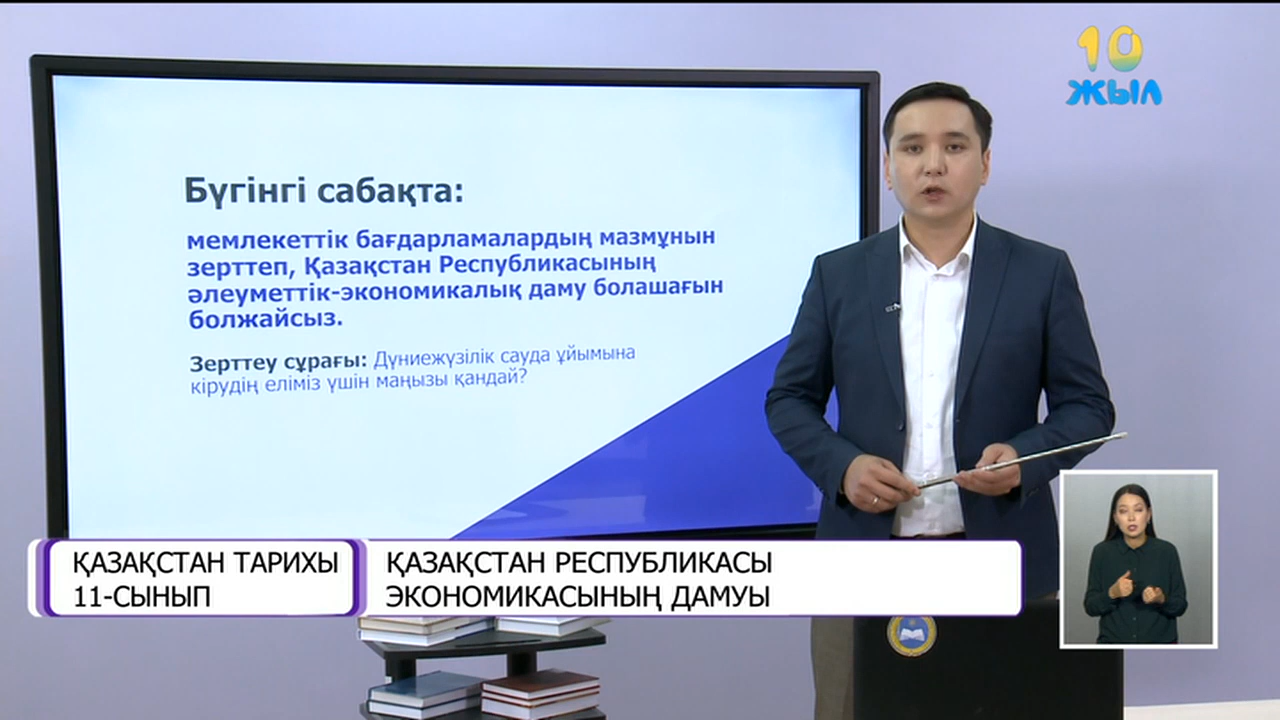 10
ЖЫЛ
Бүгінгі сабақта:
мемлекеттік бағдарламалардың мазмұнын
зерттеп, Қазақстан Республикасының
әлеуметтік-экономикалық даму болашағын
болжайсыз.
Зерттеу сұрағы: Дүниежүзілік сауда ұйымына
кірудің еліміз үшін маңызы қандай?
ҚАЗАҚСТАН ТАРИХЫ
11-СЫНЫП
ҚАЗАҚСТАН РЕСПУБЛИКАСЫ
ЭКОНОМИКАСЫНЫҢ ДАМУЫ